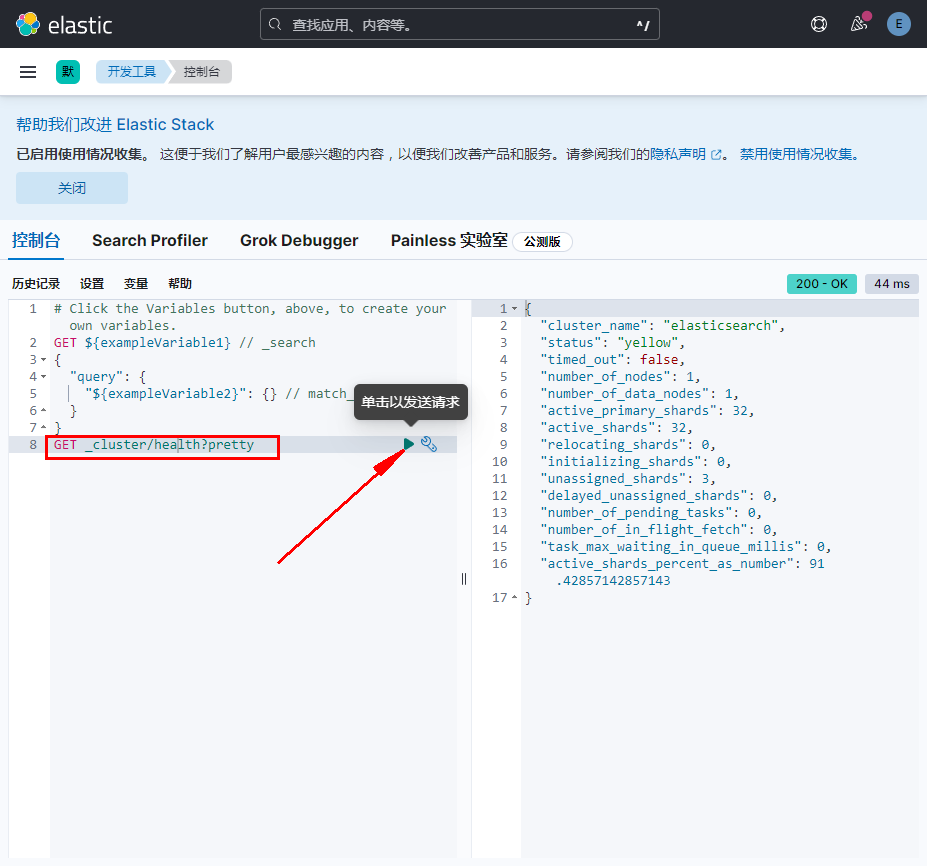 elastic
查找应用、内容等。
^/
E
默
开发工具
控制台
帮助我们改进 Elastic Stack
已启用使用情况收集。 这便于我们了解用户最感兴趣的内容，以便我们改善产品和服务。请参阅我们的隐私声明 。 禁用使用情况收集。
关闭
控制台 Search Profiler Grok Debugger Painless 实验室 公测版
历史记录 设置 变量 帮助
200 - OK 44 ms
1 # Click the Variables button, above, to create your
own variables.
2 GET ${exampleVariable1} // _search
3 {
4 "query": {
5 "${exampleVariable2}": {} // match_
6 }
7 }
8 GET _cluster/health?pretty
单击以发送请求
1 {
2 "cluster_name": "elasticsearch",
3 "status": "yellow",
4 "timed_out": false,
5 "number_of_nodes": 1,
6 "number_of_data_nodes": 1,
7 "active_primary_shards": 32,
8 "active_shards": 32,
9 "relocating_shards": 0,
10 "initializing_shards": 0,
11 "unassigned_shards": 3,
12 "delayed_unassigned_shards": 0,
13 "number_of_pending_tasks": 0,
14 "number_of_in_flight_fetch": 0,
15 "task_max_waiting_in_queue_millis": 0,
16 "active_shards_percent_as_number": 91
.42857142857143
17 }